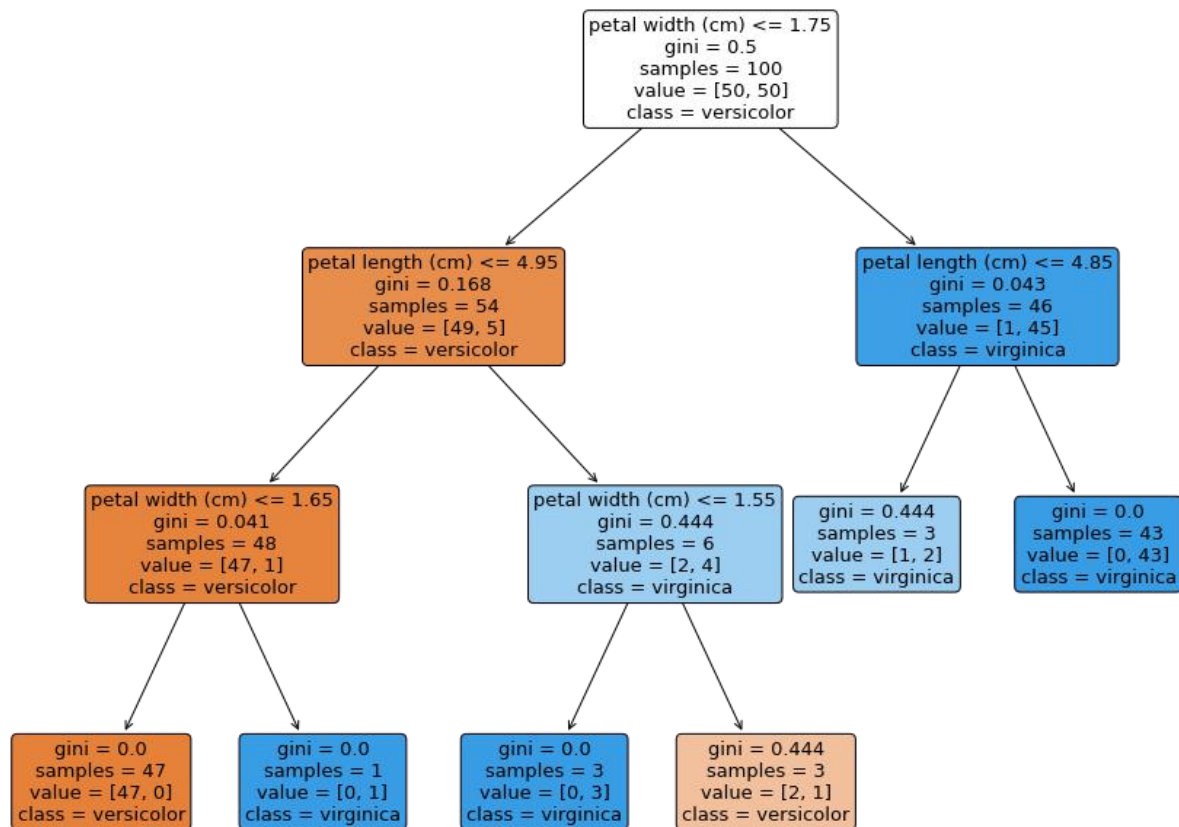 petal width (cm) <= 1.75
gini = 0.5
samples = 100
value = [50, 50]
class = versicolor
petal length (cm) <= 4.95
gini = 0.168
samples = 54
value = [49, 5]
class = versicolor
petal length (cm) <= 4.85
gini = 0.043
samples = 46
value = [1, 45]
class = virginica
petal width (cm) <= 1.65
gini = 0.041
samples = 48
value = [47, 1]
class = versicolor
petal width (cm) <= 1.55
gini = 0.444
samples = 6
value = [2, 4]
class = virginica
gini = 0.444
samples = 3
value = [1, 2]
class = virginica
gini = 0.0
samples = 43
value = [0, 43]
class = virginica
gini = 0.0
samples = 47
value = [47, 0]
class = versicolor
gini = 0.0
samples = 1
value = [0, 1]
class = virginica
gini = 0.0
samples = 3
value = [0, 3]
class = virginica
gini = 0.444
samples = 3
value = [2, 1]
class = versicolor